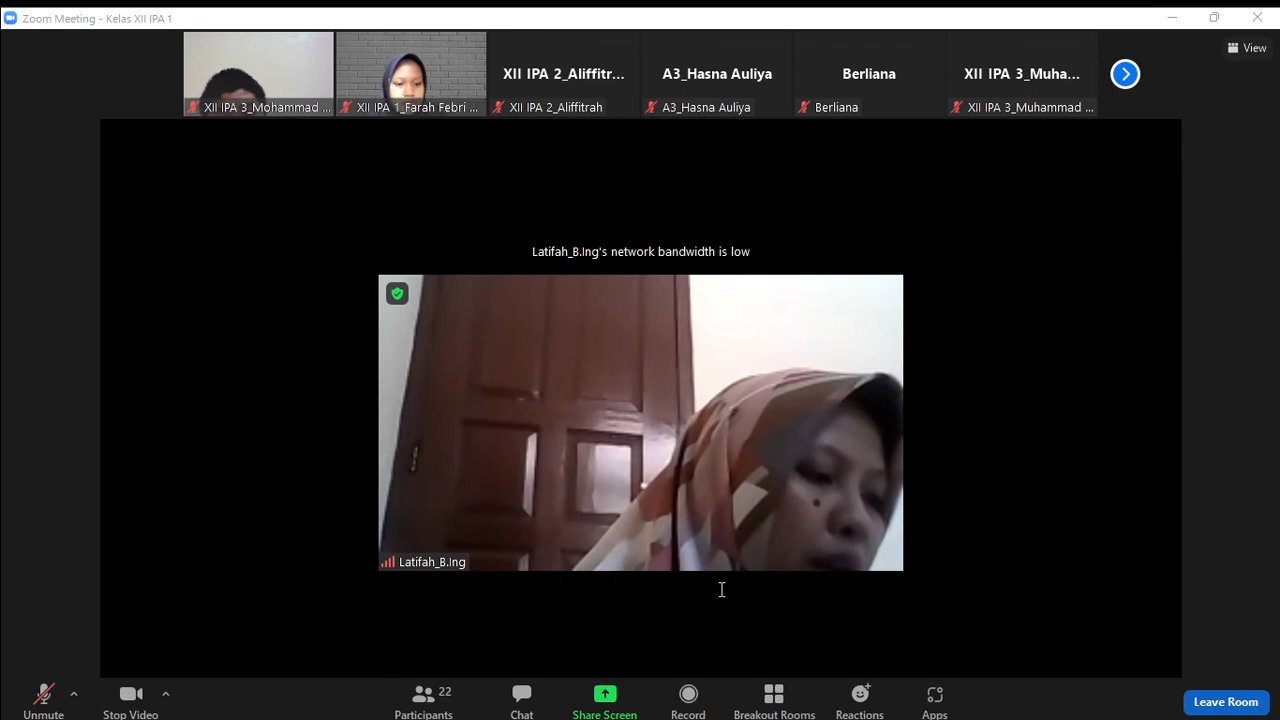 Zoom Meeting - Kelas XII IPA 1
View
XII IPA 2_Aliffitr...
A3_Hasna Auliya
Berliana
XII IPA 3_Muha...
XII IPA 3_Mohammad ...
XII IPA 1_Farah Febri ...
XII IPA 2_Aliffitrah
A3_Hasna Auliya
Berliana
XII IPA 3_Muhammad ...
Latifah_B.Ing's network bandwidth is low
Latifah_B.Ing
22
Unmute
Stop Video
Participants
Chat
Share Screen
Record
Breakout Rooms
Reactions
Apps
Leave Room